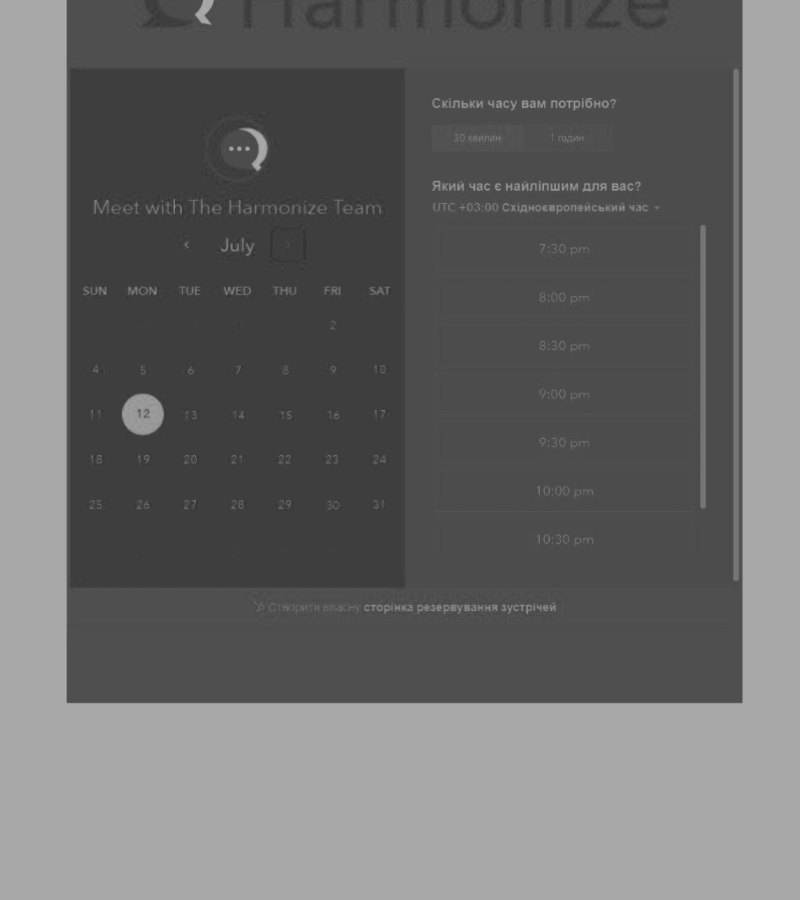 Harmonize
Meet with The Harmonize Team
July
SUN MON TUE WED THU FRI SAT
2
4 5 6 7 8 9 10
11 12 13 14 15 16 17
18 19 20 21 22 23 24
25 26 27 28 29 30 31
Скільки часу вам потрібно?
30 хвилин 1 годин
Який час є найліпшим для вас?
UTC +03:00 Східноєвропейський час
7:30 pm
8:00 pm
8:30 pm
9:00 pm
9:30 pm
10:00 pm
10:30 pm
Створити власну сторінка резервування зустрічей